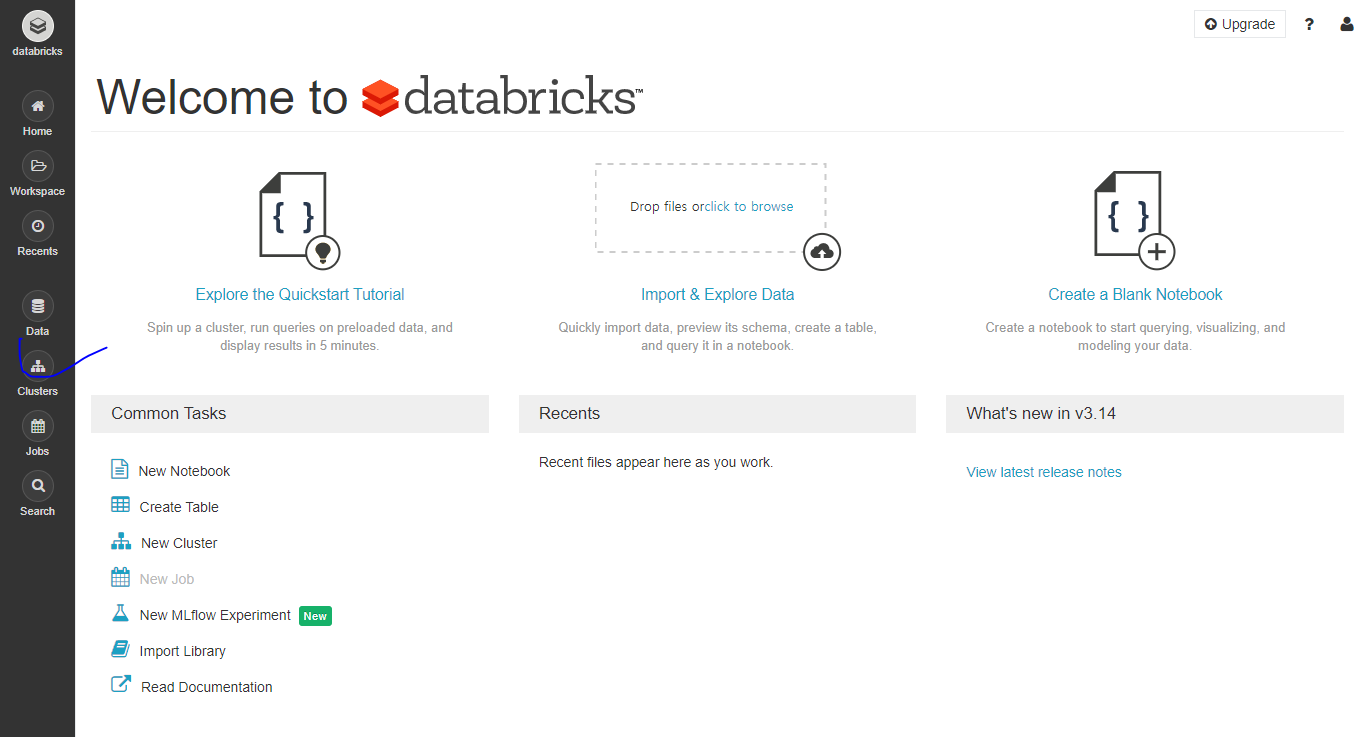 databricks
Home
Workspace
Recents
Data
Clusters
Jobs
Search
Upgrade
?
Welcome to databricks™
Explore the Quickstart Tutorial
Spin up a cluster, run queries on preloaded data, and
display results in 5 minutes.
Drop files orclick to browse
Import & Explore Data
Quickly import data, preview its schema, create a table,
and query it in a notebook.
Create a Blank Notebook
Create a notebook to start querying, visualizing, and
modeling your data.
Common Tasks
New Notebook
Create Table
New Cluster
New Job
New MLflow Experiment New
Import Library
Read Documentation
Recents
Recent files appear here as you work.
What's new in v3.14
View latest release notes